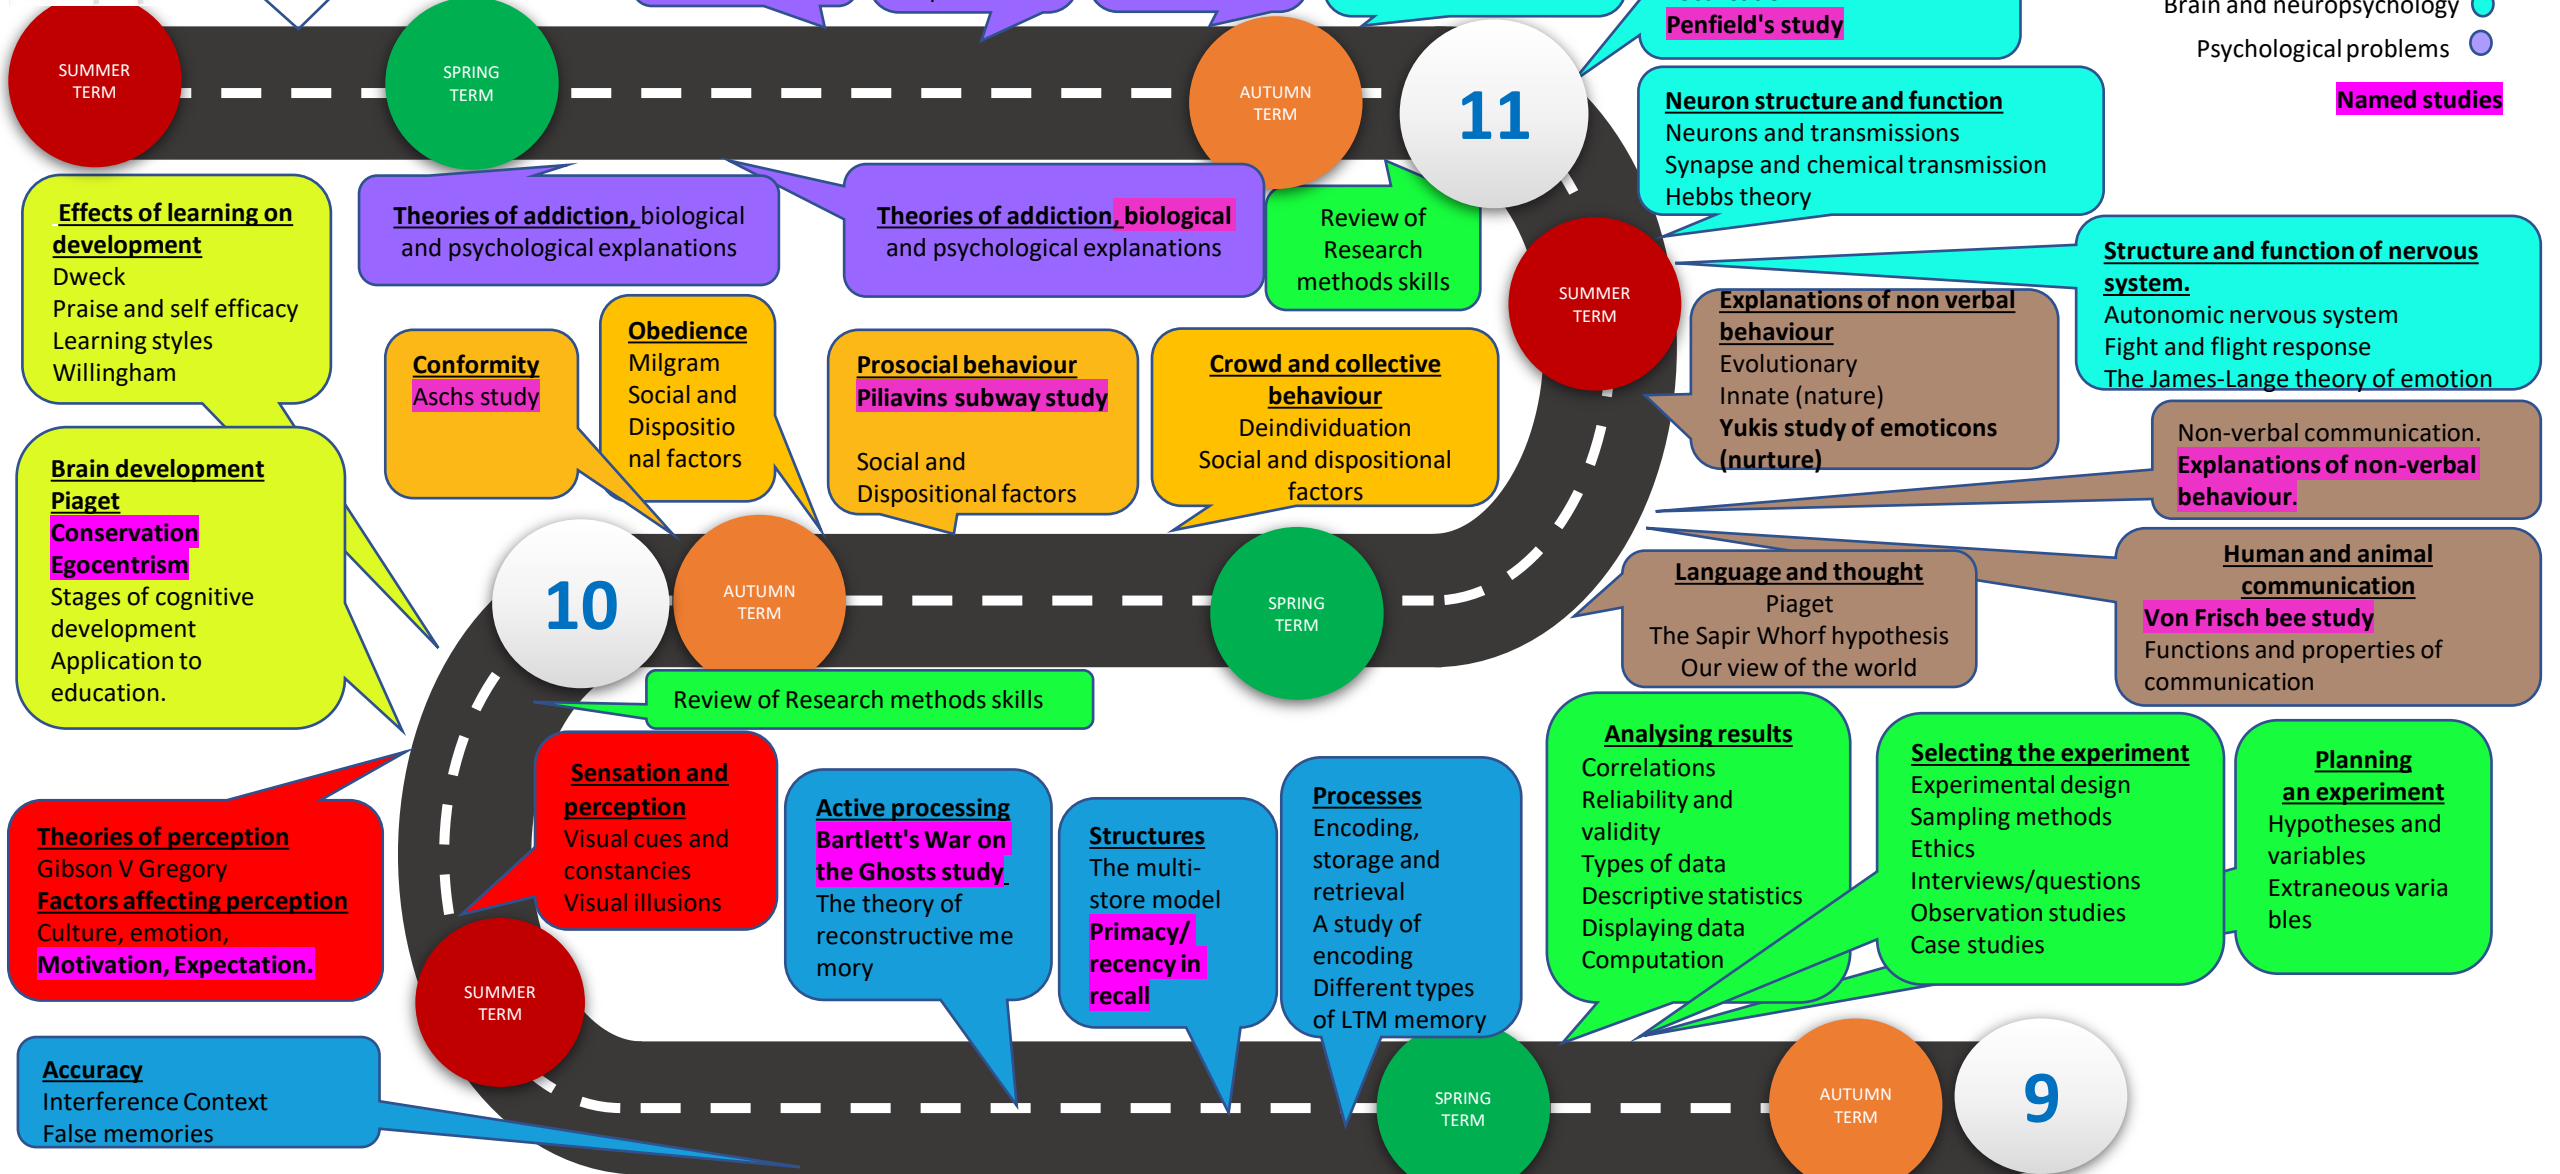 Penfield's study
Brain and neuropsychology
Psychological problems
Named studies
SUMMER
TERM
SPRING
TERM
AUTUMN
TERM
11
Neuron structure and function
Neurons and transmissions
Synapse and chemical transmission
Hebbs theory
Effects of learning on
development
Dweck
Praise and self efficacy
Learning styles
Willingham
Theories of addiction, biological
and psychological explanations
Theories of addiction, biological
and psychological explanations
Review of
Research
methods skills
SUMMER
TERM
Structure and function of nervous
system.
Autonomic nervous system
Fight and flight response
The James-Lange theory of emotion
Explanations of non verbal
behaviour
Evolutionary
Innate (nature)
Yukis study of emoticons
(nurture)
Conformity
Aschs study
Obedience
Milgram
Social and
Dispositio
nal factors
Prosocial behaviour
Piliavins subway study
Social and
Dispositional factors
Crowd and collective
behaviour
Deindividuation
Social and dispositional
factors
Non-verbal communication.
Explanations of non-verbal
behaviour.
Brain development
Piaget
Conservation
Egocentrism
Stages of cognitive
development
Application to
education.
10
AUTUMN
TERM
SPRING
TERM
Language and thought
Piaget
The Sapir Whorf hypothesis
Our view of the world
Human and animal
communication
Von Frisch bee study
Functions and properties of
communication
Review of Research methods skills
Theories of perception
Gibson V Gregory
Factors affecting perception
Culture, emotion,
Motivation, Expectation.
Sensation and
perception
Visual cues and
constancies
Visual illusions
Active processing
Bartlett's War on
the Ghosts study
The theory of
reconstructive me
mory
Structures
The multi-
store model
Primacy/
recency in
recall
Processes
Encoding,
storage and
retrieval
A study of
encoding
Different types
of LTM memory
Analysing results
Correlations
Reliability and
validity
Types of data
Descriptive statistics
Displaying data
Computation
Selecting the experiment
Experimental design
Sampling methods
Ethics
Interviews/questions
Observation studies
Case studies
Planning
an experiment
Hypotheses and
variables
Extraneous varia
bles
SUMMER
TERM
Accuracy
Interference Context
False memories
SPRING
TERM
AUTUMN
TERM
9